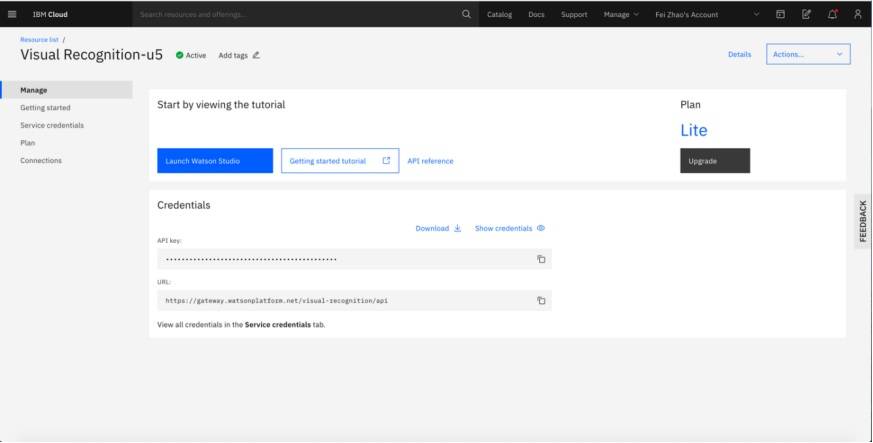 IBM Cloud
Search resources and offerings...
Catalog
Docs
Support
Manage
Fei Zhao's Account
Resource list /
Visual Recognition-u5
Active
Add tags
Details
Actions...
Manage
Getting started
Service credentials
Plan
Connections
Start by viewing the tutorial
Launch Watson Studio
Getting started tutorial
API reference
Plan
Lite
Upgrade
Credentials
Download
Show credentials
API key:
URL:
https://gateway.watsonplatform.net/visual-recognition/api
View all credentials in the Service credentials tab.
FEEDBACK